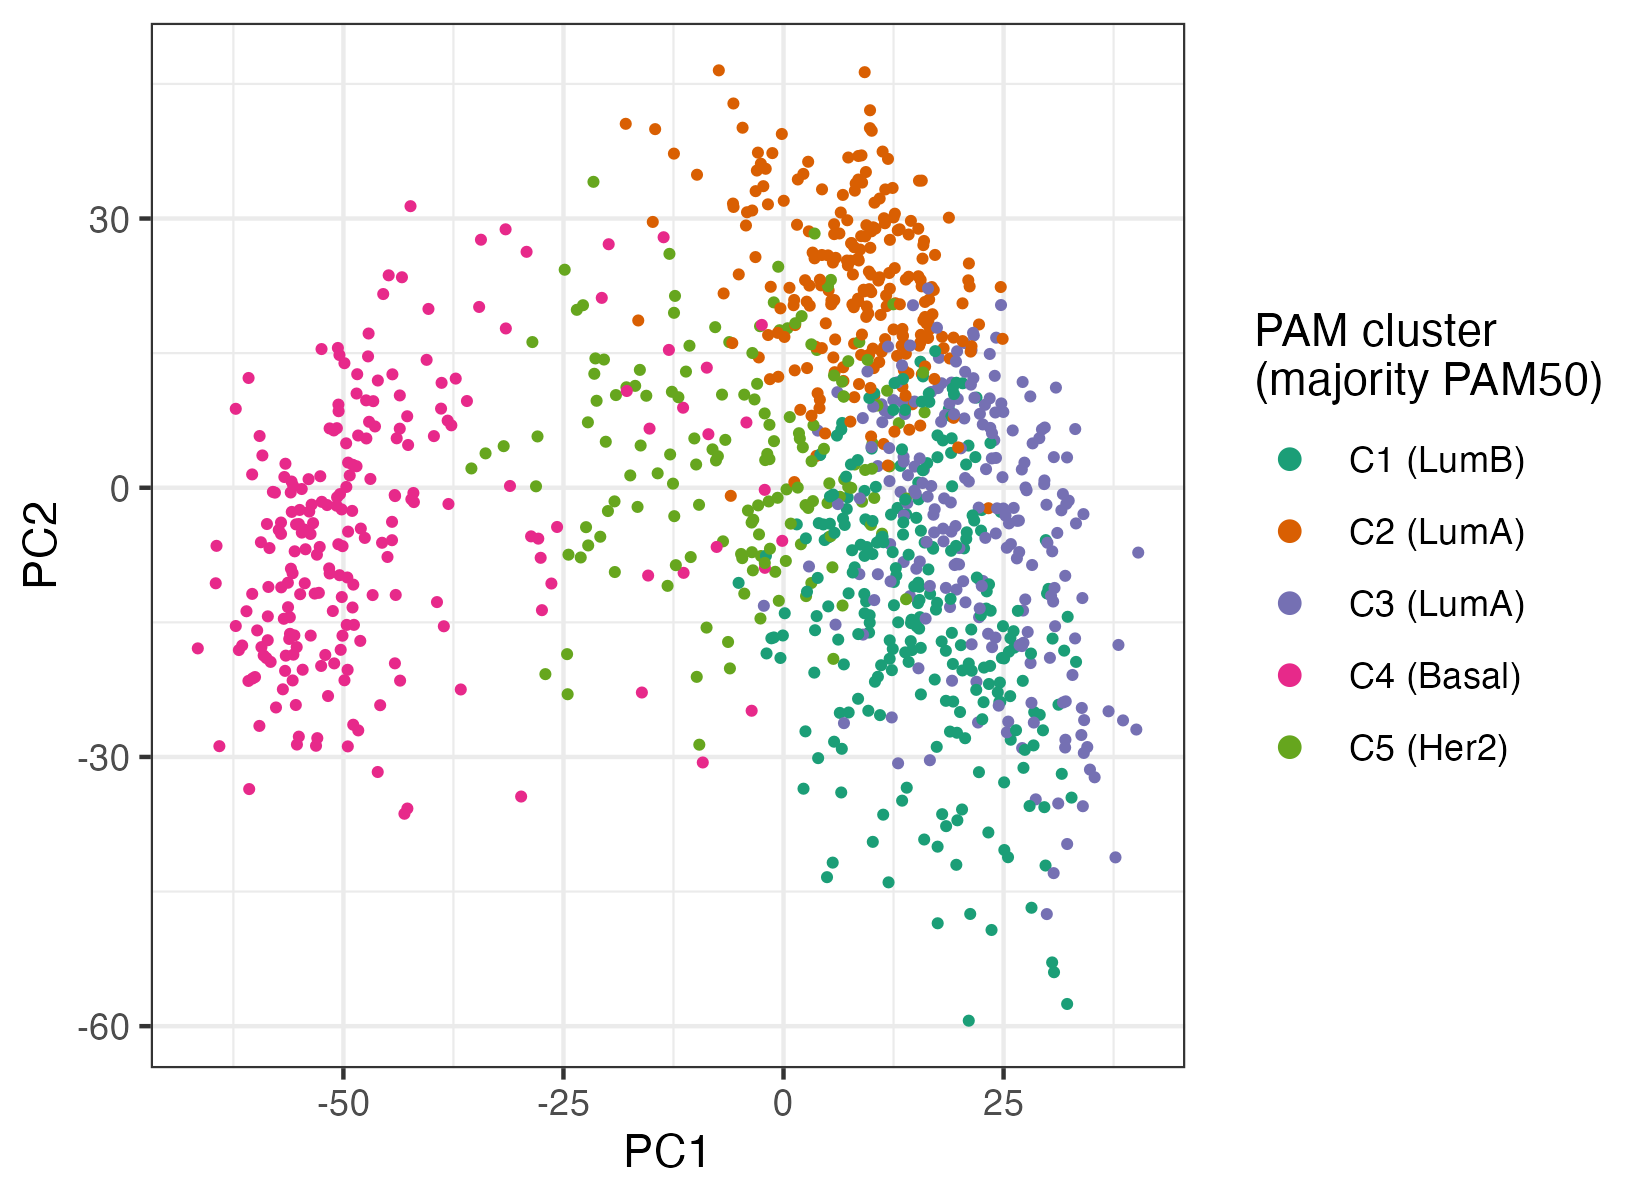 30
0
-30
-60
PC2
-50
-25
0
25
PC1
PAM cluster
(majority PAM50)
C1 (LumB)
C2 (LumA)
C3 (LumA)
C4 (Basal)
C5 (Her2)